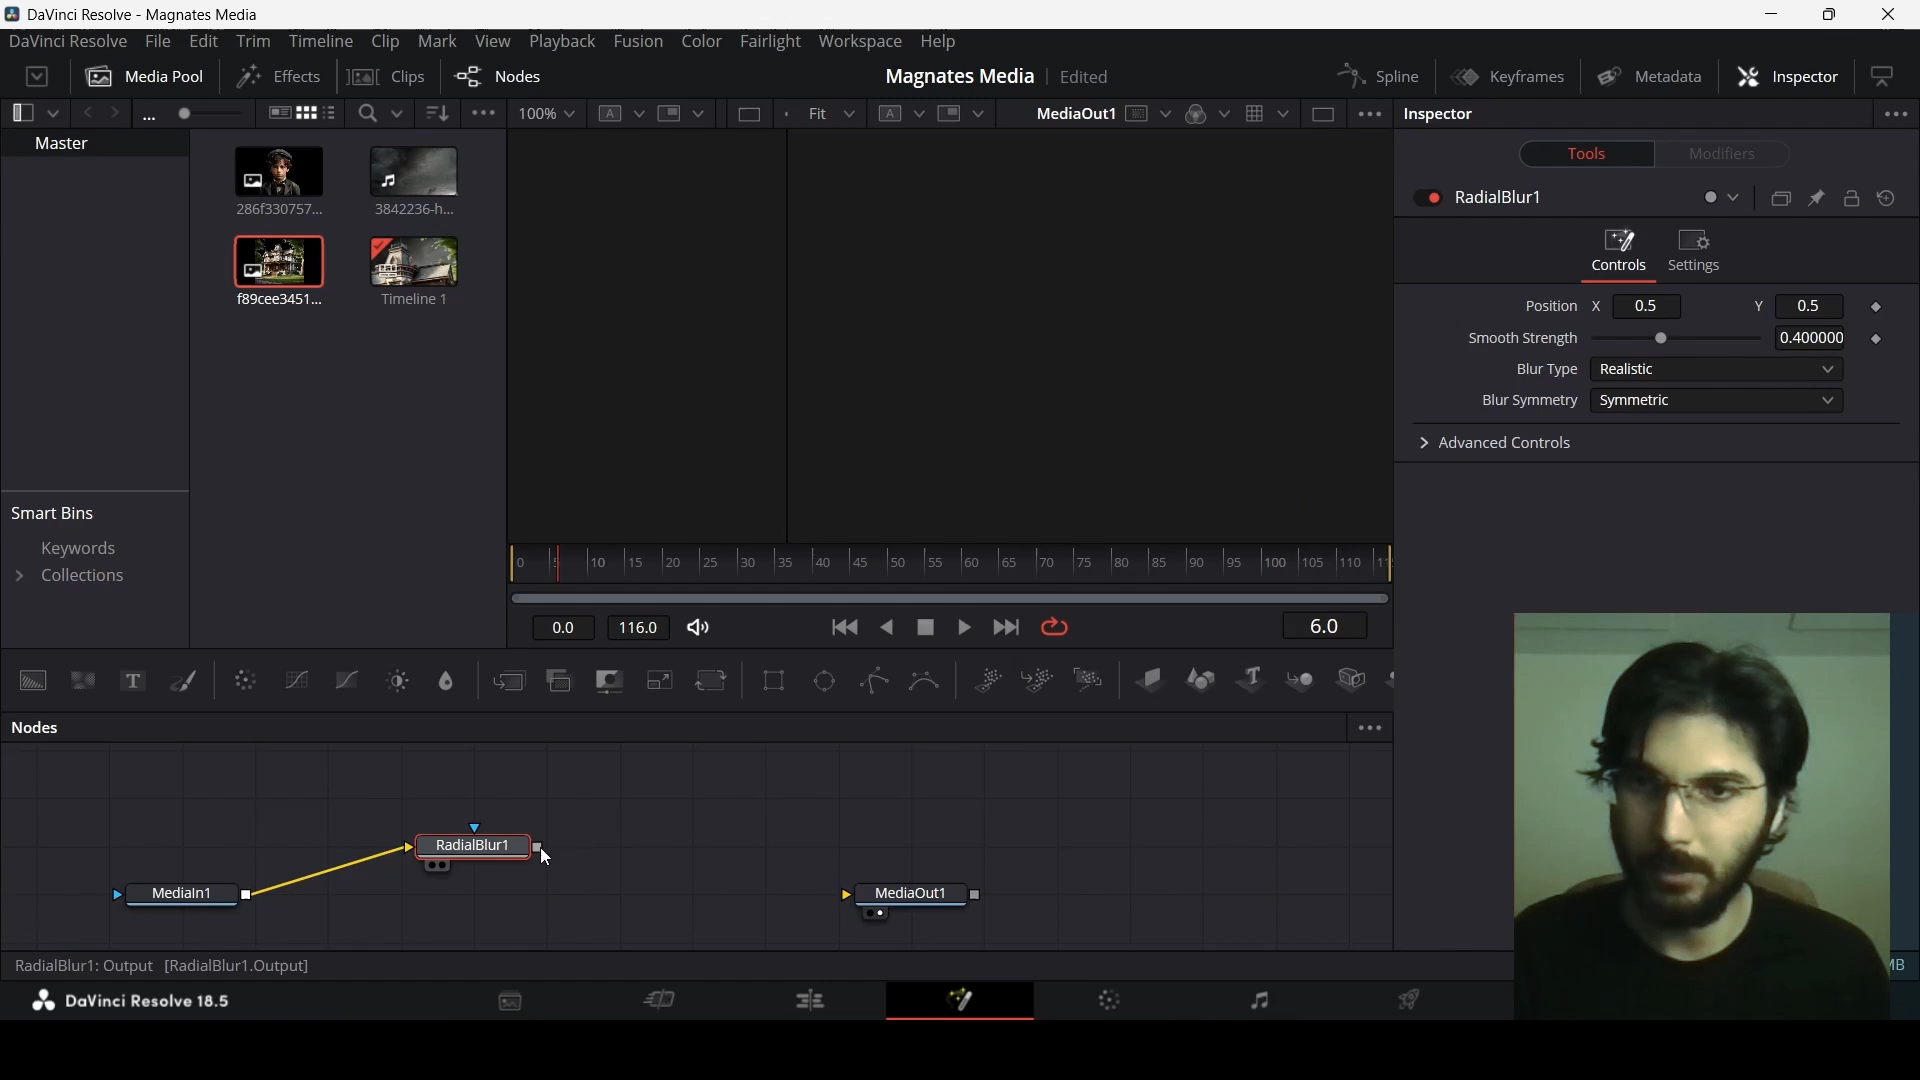 DaVinci Resolve - Magnates Media
DaVinci Resolve File Edit Trim Timeline Clip Mark View Playback Fusion Color Fairlight Workspace Help
Media Pool Effects Clips Nodes Magnates Media Edited Spline Keyframes Metadata Inspector
... 100% A Fit A MediaOut1 Inspector
Master
Tools Modifiers
RadialBlur1
286f330757... 3842236-h...
Controls Settings
f89cee3451... Timeline 1
Position X 0.5 Y 0.5
Smooth Strength 0.400000
Blur Type Realistic
Blur Symmetry Symmetric
Advanced Controls
Smart Bins
Keywords
Collections
0 5 10 15 20 25 30 35 40 45 50 55 60 65 70 75 80 85 90 95 100 105 110
0.0 116.0 6.0
T T
Nodes
RadialBlur1
MediaIn1 MediaOut1
RadialBlur1: Output [RadialBlur1.Output]
MB
DaVinci Resolve 18.5